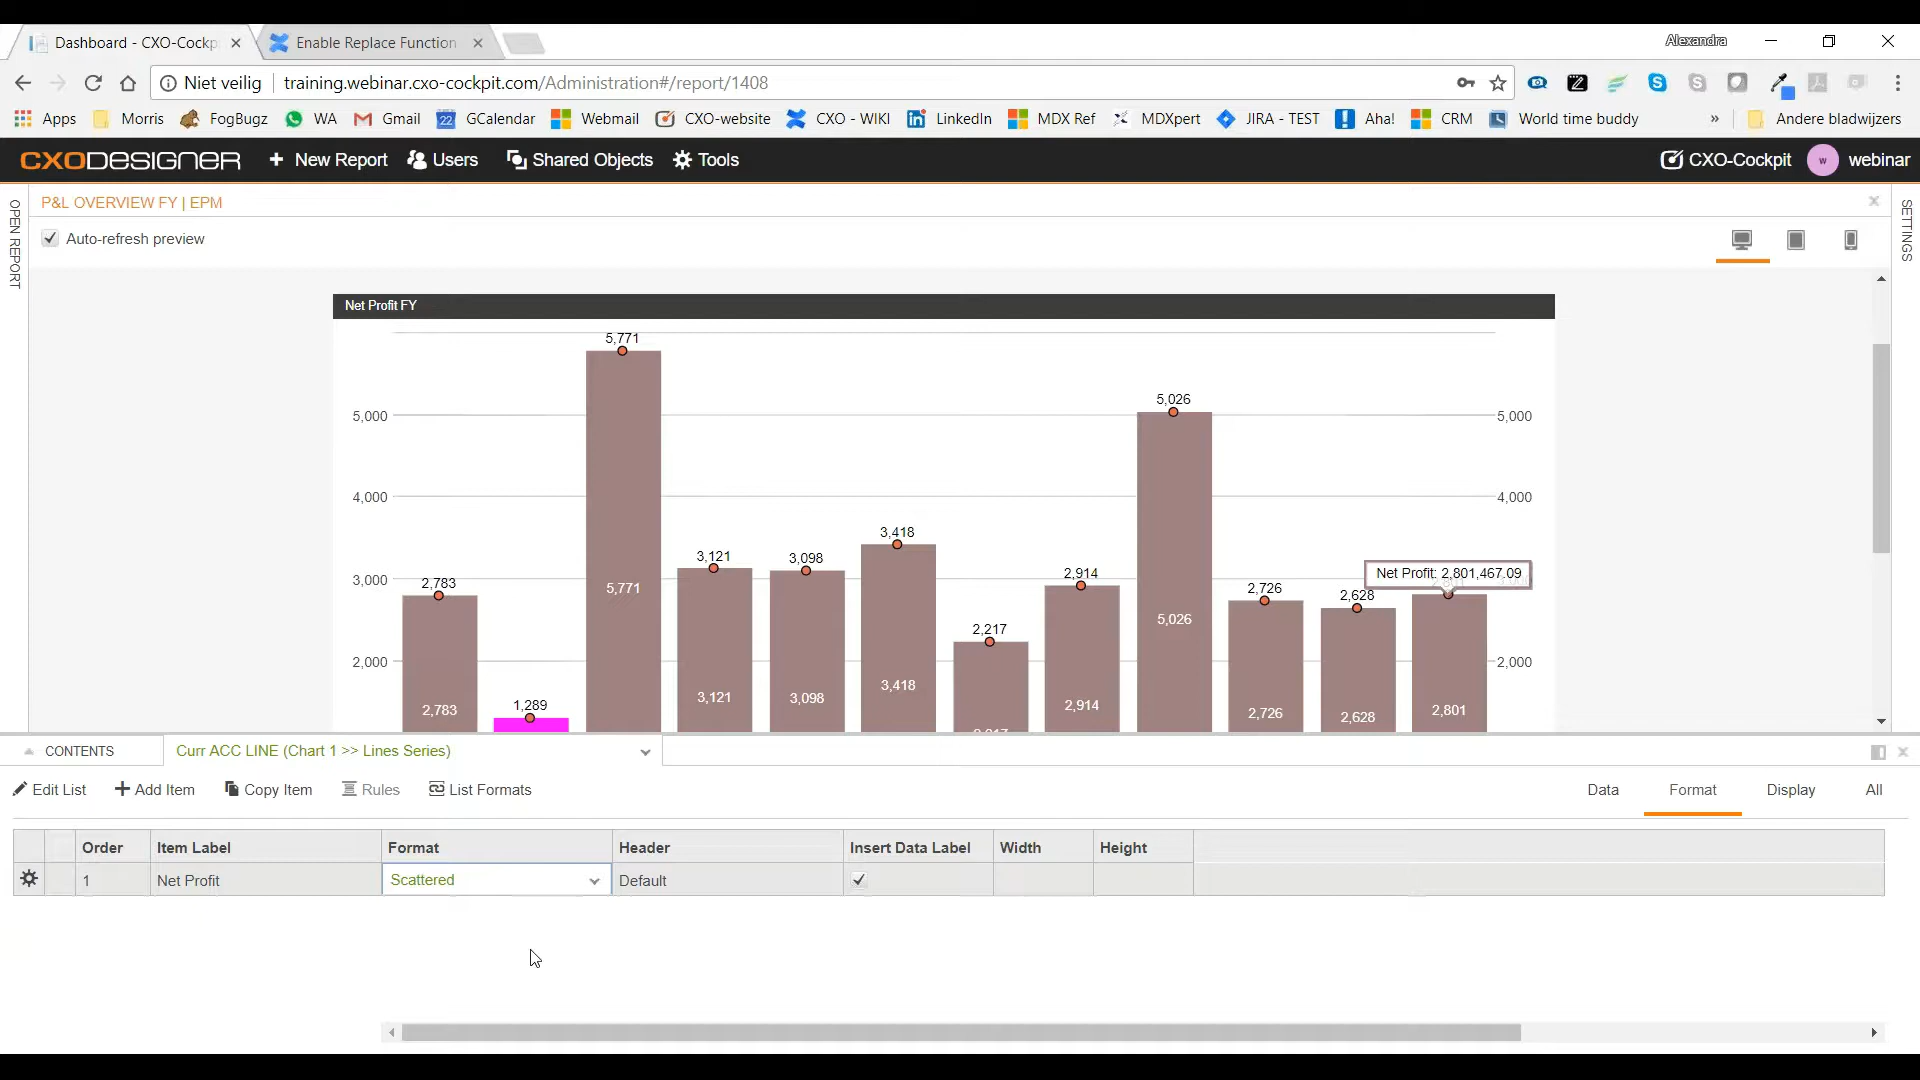 Dashboard - CXO-Cockp
Enable Replace Function
Alexandra
Niet veilig
training.webinar.cxo-cockpit.com/Administration#/report/1408
Apps
Morris
FogBugz
WA
Gmail
22
GCalendar
Webmail
CXO-website
CXO - WIKI
LinkedIn
MDX Ref
MDXpert
JIRA - TEST
Aha!
CRM
World time buddy
»
Andere bladwijzers
CXODESIGNER
New Report
Users
Shared Objects
Tools
CXO-Cockpit
w
webinar
OPEN REPORT
P&L OVERVIEW FY | EPM
SETTINGS
Auto-refresh preview
Net Profit FY
5,771
5,026
5,000
5,000
4,000
4,000
3,418
3,121
3,098
2,914
Net Profit: 2,801,467.09
3,000
2,783
5,771
2,726
2,628
2,217
5,026
2,000
2,000
3,418
3,121
3,098
1,289
2,914
2,783
2,726
2,628
2,801
CONTENTS
Curr ACC LINE (Chart 1 >> Lines Series)
Edit List
Add Item
Copy Item
Rules
List Formats
Data
Format
Display
All
Order
Item Label
Format
Header
Insert Data Label
Width
Height
1
Net Profit
Scattered
Default